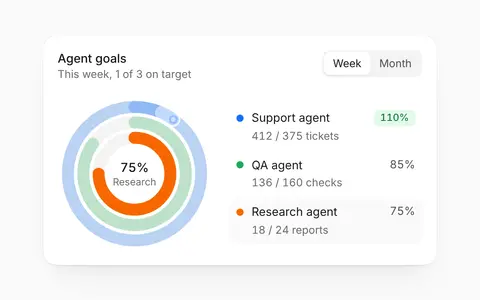 Agent goals
This week, 1 of 3 on target
Week
Month
75%
Research
Support agent
110%
412 / 375 tickets
QA agent
85%
136 / 160 checks
Research agent
75%
18 / 24 reports